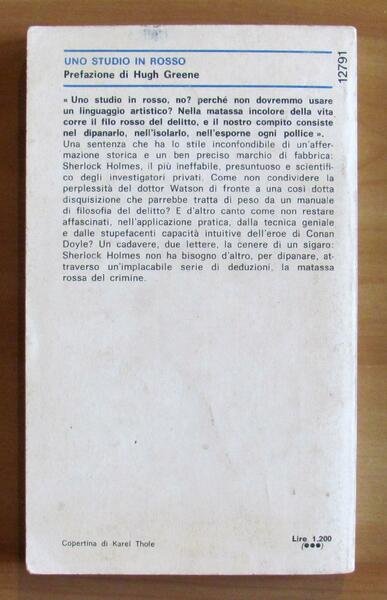 UNO STUDIO IN ROSSO
Prefazione di Hugh Greene
12791
« Uno studio in rosso, no? perché non dovremmo usare
un linguaggio artistico? Nella matassa incolore della vita
corre il filo rosso del delitto, e il nostro compito consiste
nel dipanarlo, nell'isolarlo, nell'esporne ogni pollice ».
Una sentenza che ha lo stile inconfondibile di un'affer-
mazione storica e un ben preciso marchio di fabbrica:
Sherlock Holmes, il più ineffabile, presuntuoso e scientifi-
co degli investigatori privati. Come non condividere la
perplessità del dottor Watson di fronte a una così dotta
disquisizione che parrebbe tratta di peso da un manuale
di filosofia del delitto? E d'altro canto come non restare
affascinati, nell'applicazione pratica, dalla tecnica geniale
e dalle stupefacenti capacità intuitive dell'eroe di Conan
Doyle? Un cadavere, due lettere, la cenere di un sigaro:
Sherlock Holmes non ha bisogno d'altro, per dipanare, at-
traverso un'implacabile serie di deduzioni, la matassa
rossa del crimine.
Copertina di Karel Thole
Lire 1.200
(●●●)